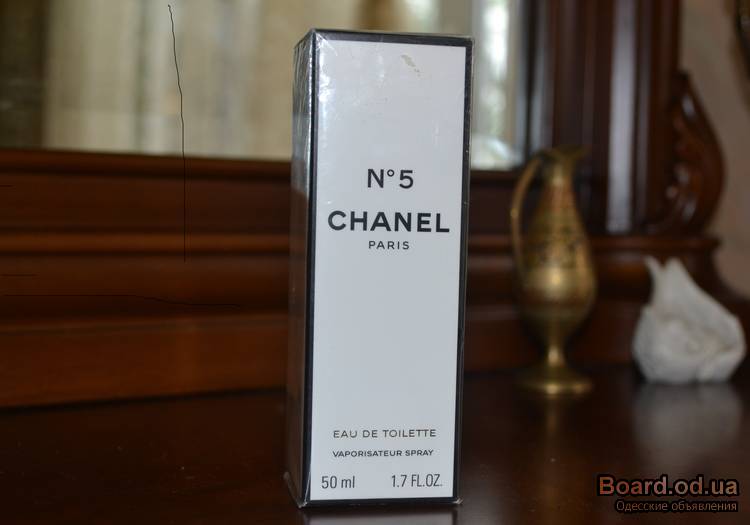 N°5
CHANEL
PARIS
EAU DE TOILETTE
VAPORISATEUR SPRAY
50 ml 1.7 FL.OZ.
Board.od.ua
Одесские объявления